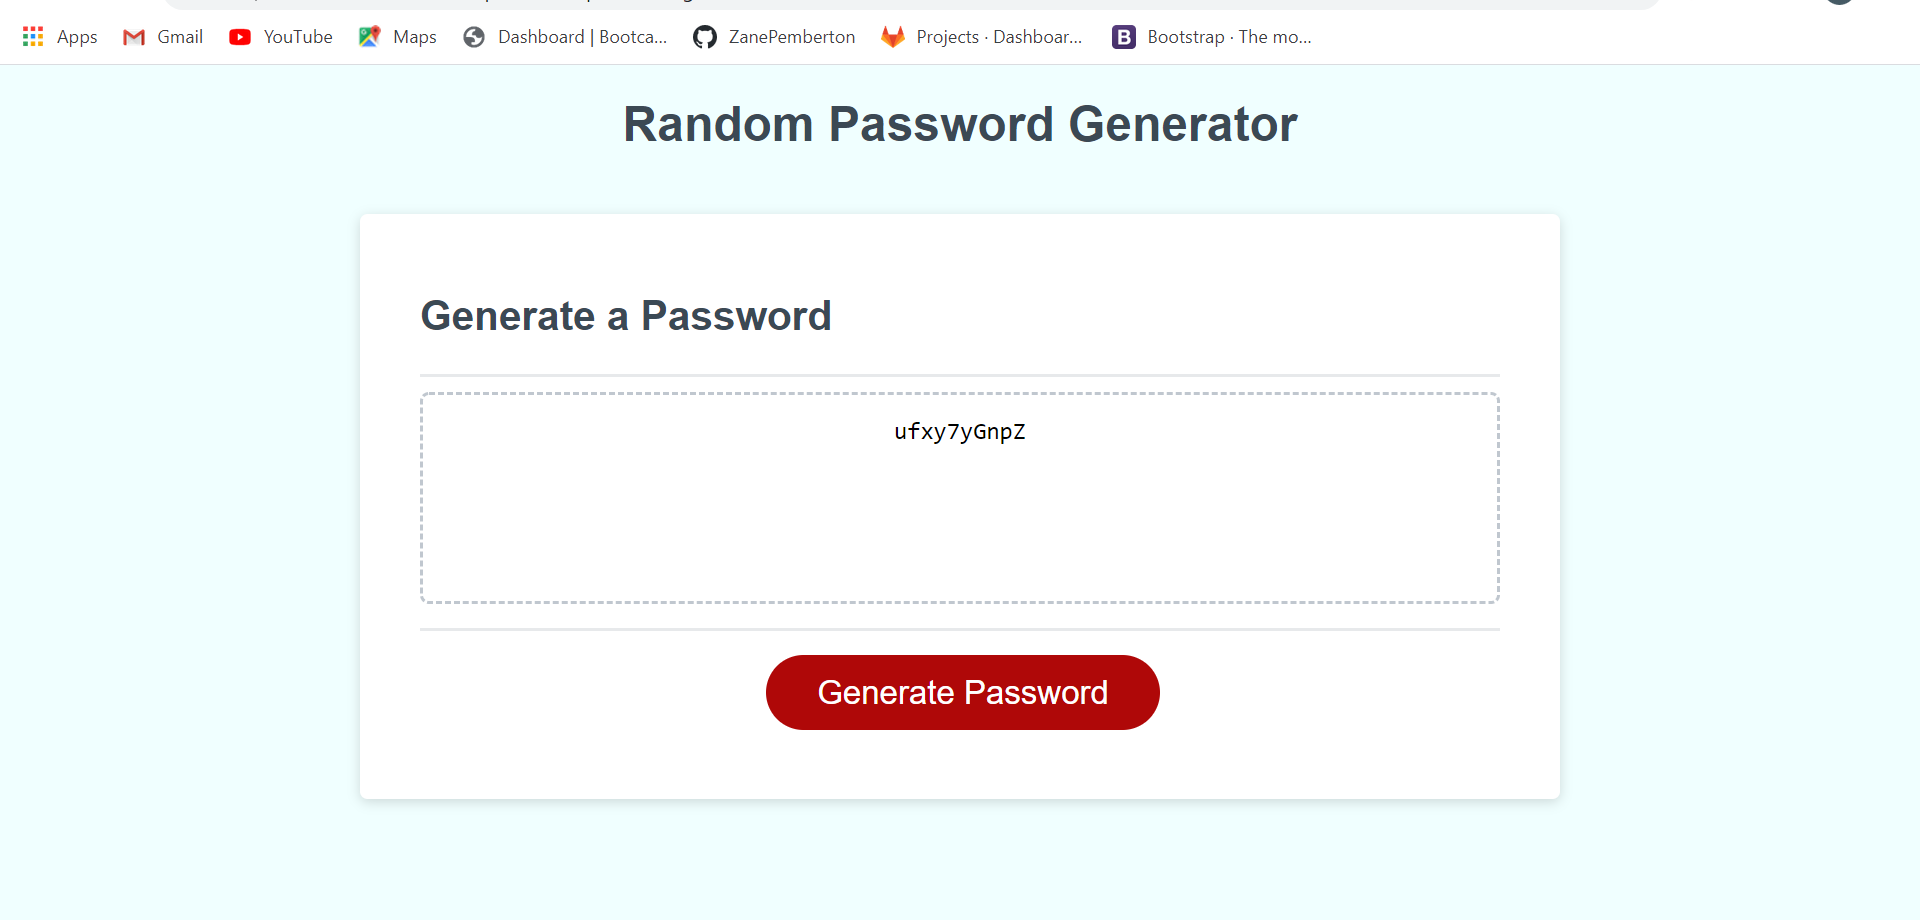 Apps Gmail YouTube Maps Dashboard | Bootca... ZanePemberton Projects · Dashboar... B Bootstrap · The mo...
Random Password Generator
Generate a Password
ufxy7yGnpZ
Generate Password